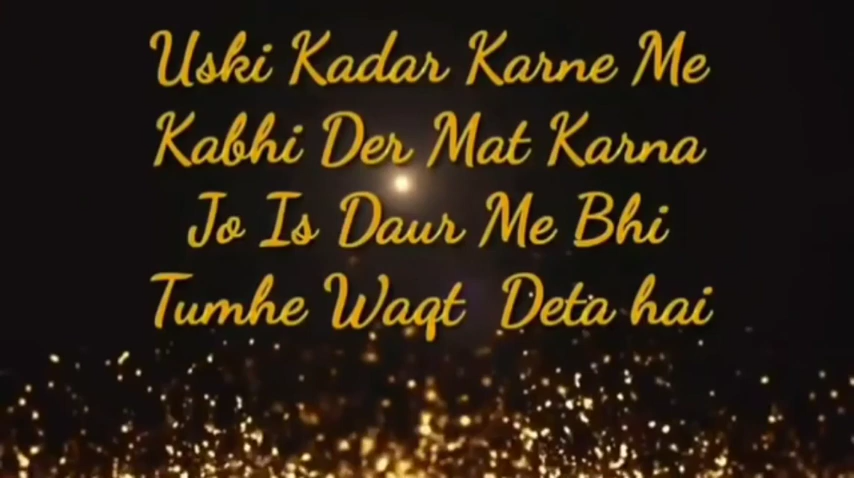 Uski Kadar Karne Me
Kabhi Der Mat Karna
Jo Is Daur Me Bhi
Tumhe Waqt Deta hai